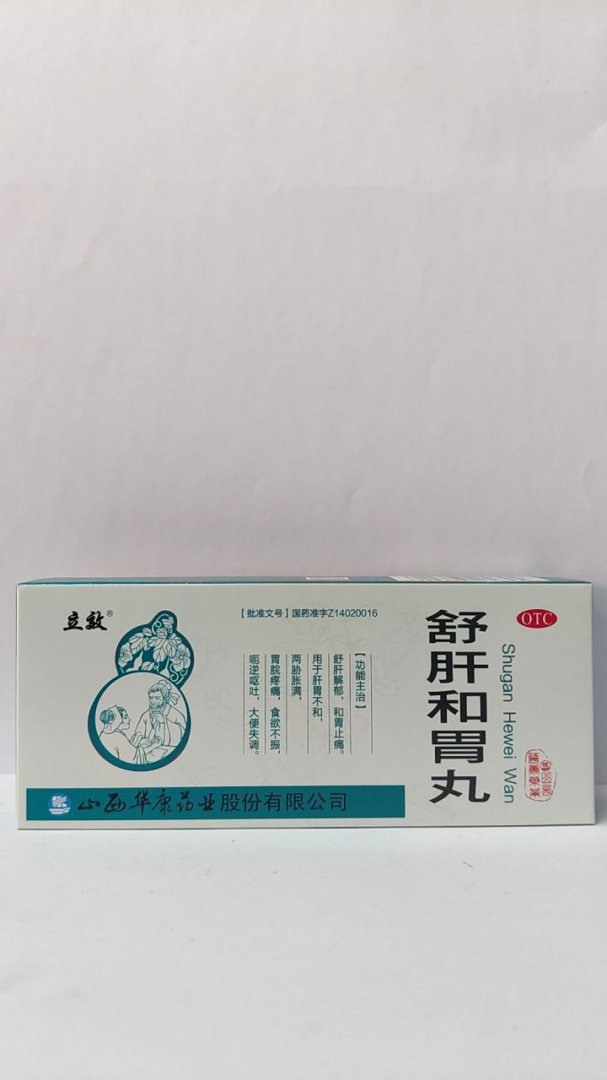 立效®
【批准文号】国药准字Z14020016
【功能主治】
舒肝解郁，和胃止痛。
用于肝胃不和，
两胁胀满，
胃脘疼痛，食欲不振，
呃逆呕吐，大便失调。
舒肝和胃丸
Shugan Hewei Wan
OTC
山西华康药业股份有限公司